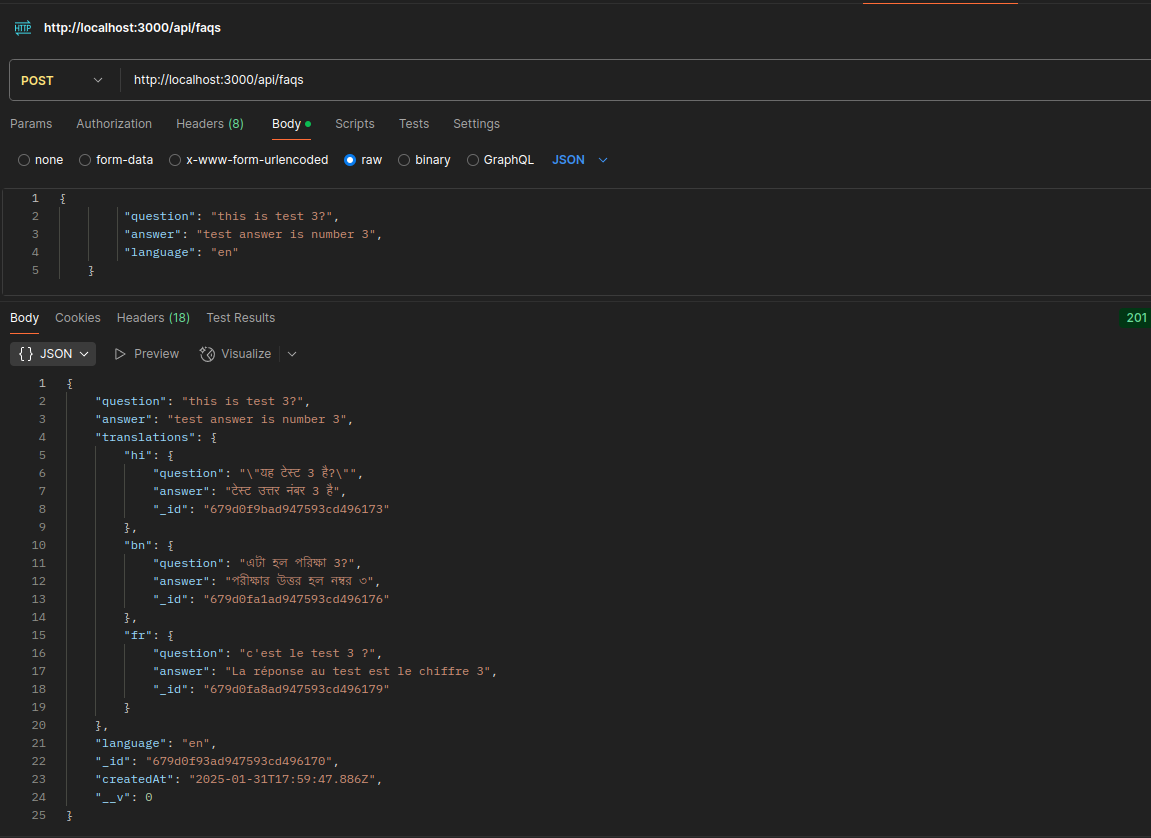 HTTP http://localhost:3000/api/faqs
POST http://localhost:3000/api/faqs
Params Authorization Headers (8) Body Scripts Tests Settings
none form-data x-www-form-urlencoded raw binary GraphQL JSON
1 {
2 "question": "this is test 3?",
3 "answer": "test answer is number 3",
4 "language": "en"
5 }
Body Cookies Headers (18) Test Results 201
{} JSON Preview Visualize
1 {
2 "question": "this is test 3?",
3 "answer": "test answer is number 3",
4 "translations": {
5 "hi": {
6 "question": "\"यह टेस्ट 3 है?\"",
7 "answer": "टेस्ट उत्तर नंबर 3 है",
8 "_id": "679d0f9bad947593cd496173"
9 },
10 "bn": {
11 "question": "এটা হল পরিক্ষা 3?",
12 "answer": "পরীক্ষার উত্তর হল নম্বর ৩",
13 "_id": "679d0fa1ad947593cd496176"
14 },
15 "fr": {
16 "question": "c'est le test 3 ?",
17 "answer": "La réponse au test est le chiffre 3",
18 "_id": "679d0fa8ad947593cd496179"
19 }
20 },
21 "language": "en",
22 "_id": "679d0f93ad947593cd496170",
23 "createdAt": "2025-01-31T17:59:47.886Z",
24 "__v": 0
25 }